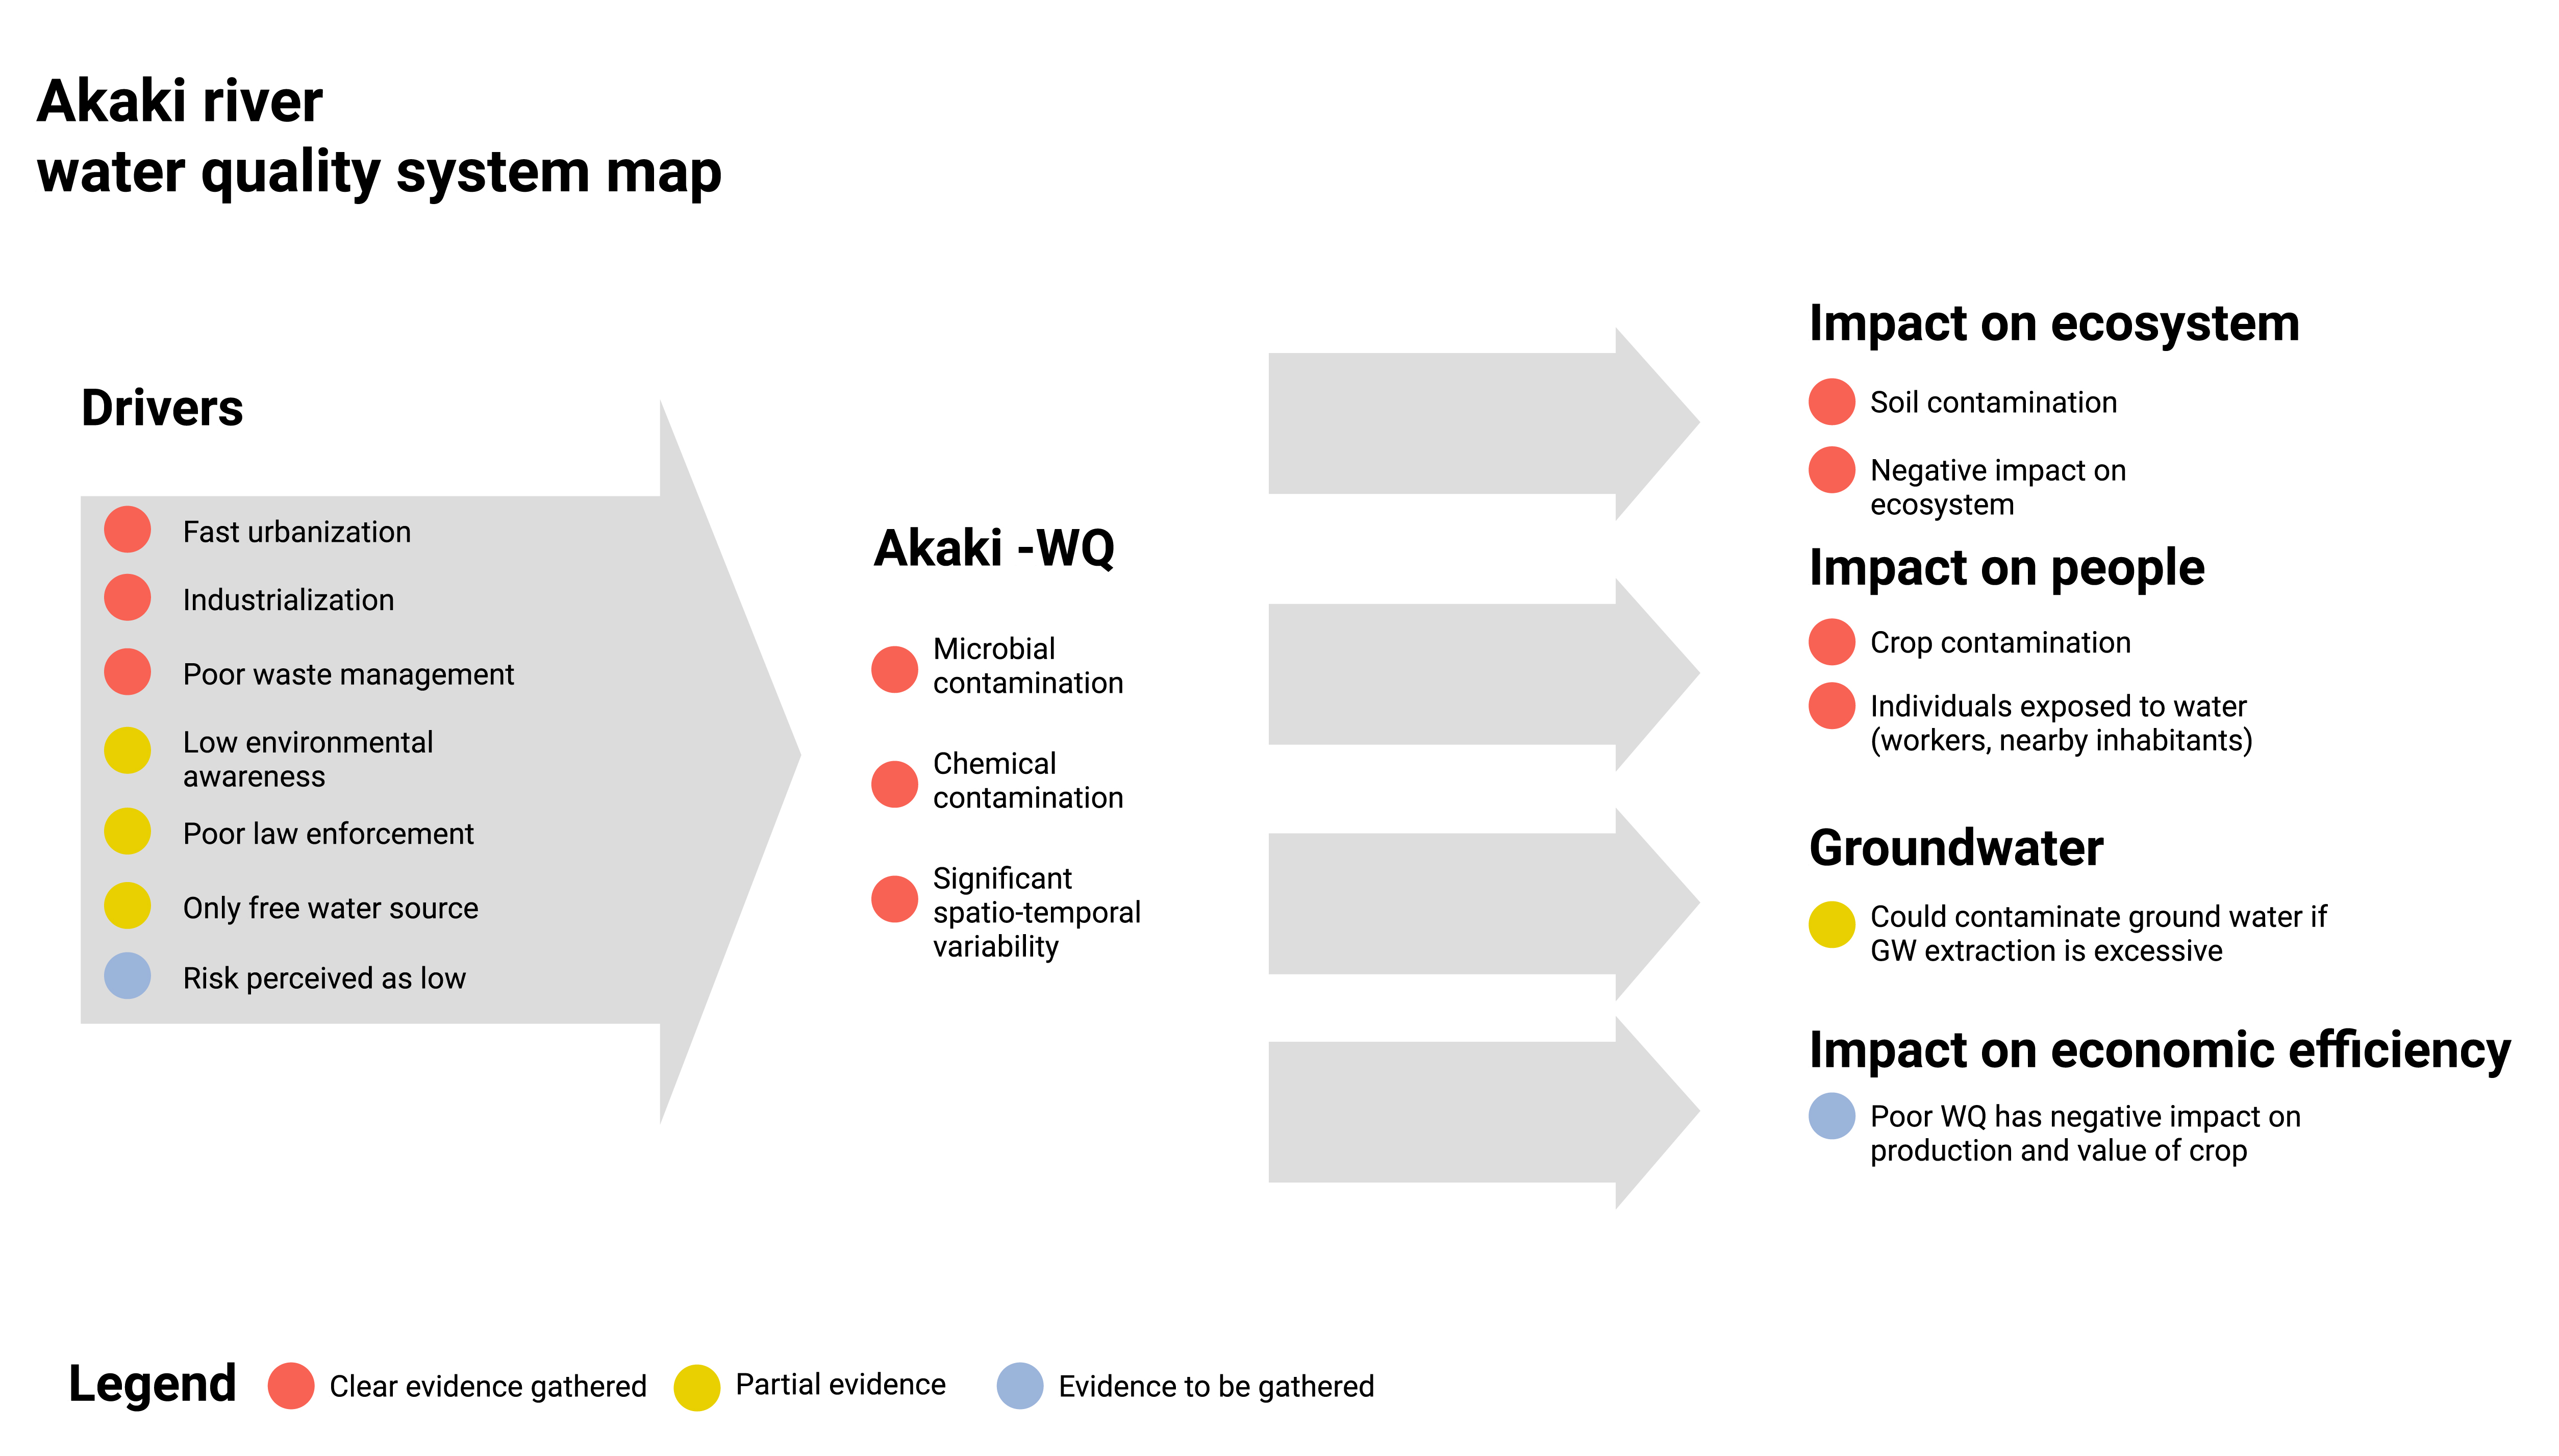 Akaki river
water quality system map
Drivers
Fast urbanization
Industrialization
Poor waste management
Low environmental
awareness
Poor law enforcement
Only free water source
Risk perceived as low
Akaki -WQ
Microbial
contamination
Chemical
contamination
Significant
spatio-temporal
variability
Impact on ecosystem
Soil contamination
Negative impact on
ecosystem
Impact on people
Crop contamination
Individuals exposed to water
(workers, nearby inhabitants)
Groundwater
Could contaminate ground water if
GW extraction is excessive
Impact on economic efficiency
Poor WQ has negative impact on
production and value of crop
Legend
Clear evidence gathered
Partial evidence
Evidence to be gathered